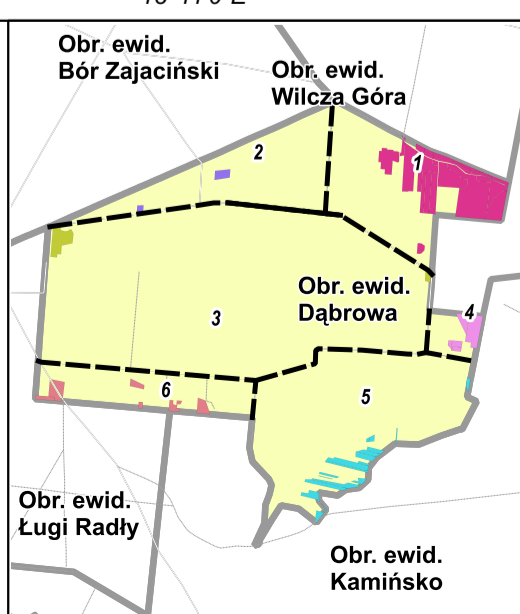 Obr. ewid.
Bór Zajaciński
Obr. ewid.
Wilcza Góra
2
1
Obr. ewid.
Dąbrowa
3
4
6
5
Obr. ewid.
Ługi Radły
Obr. ewid.
Kamińsko